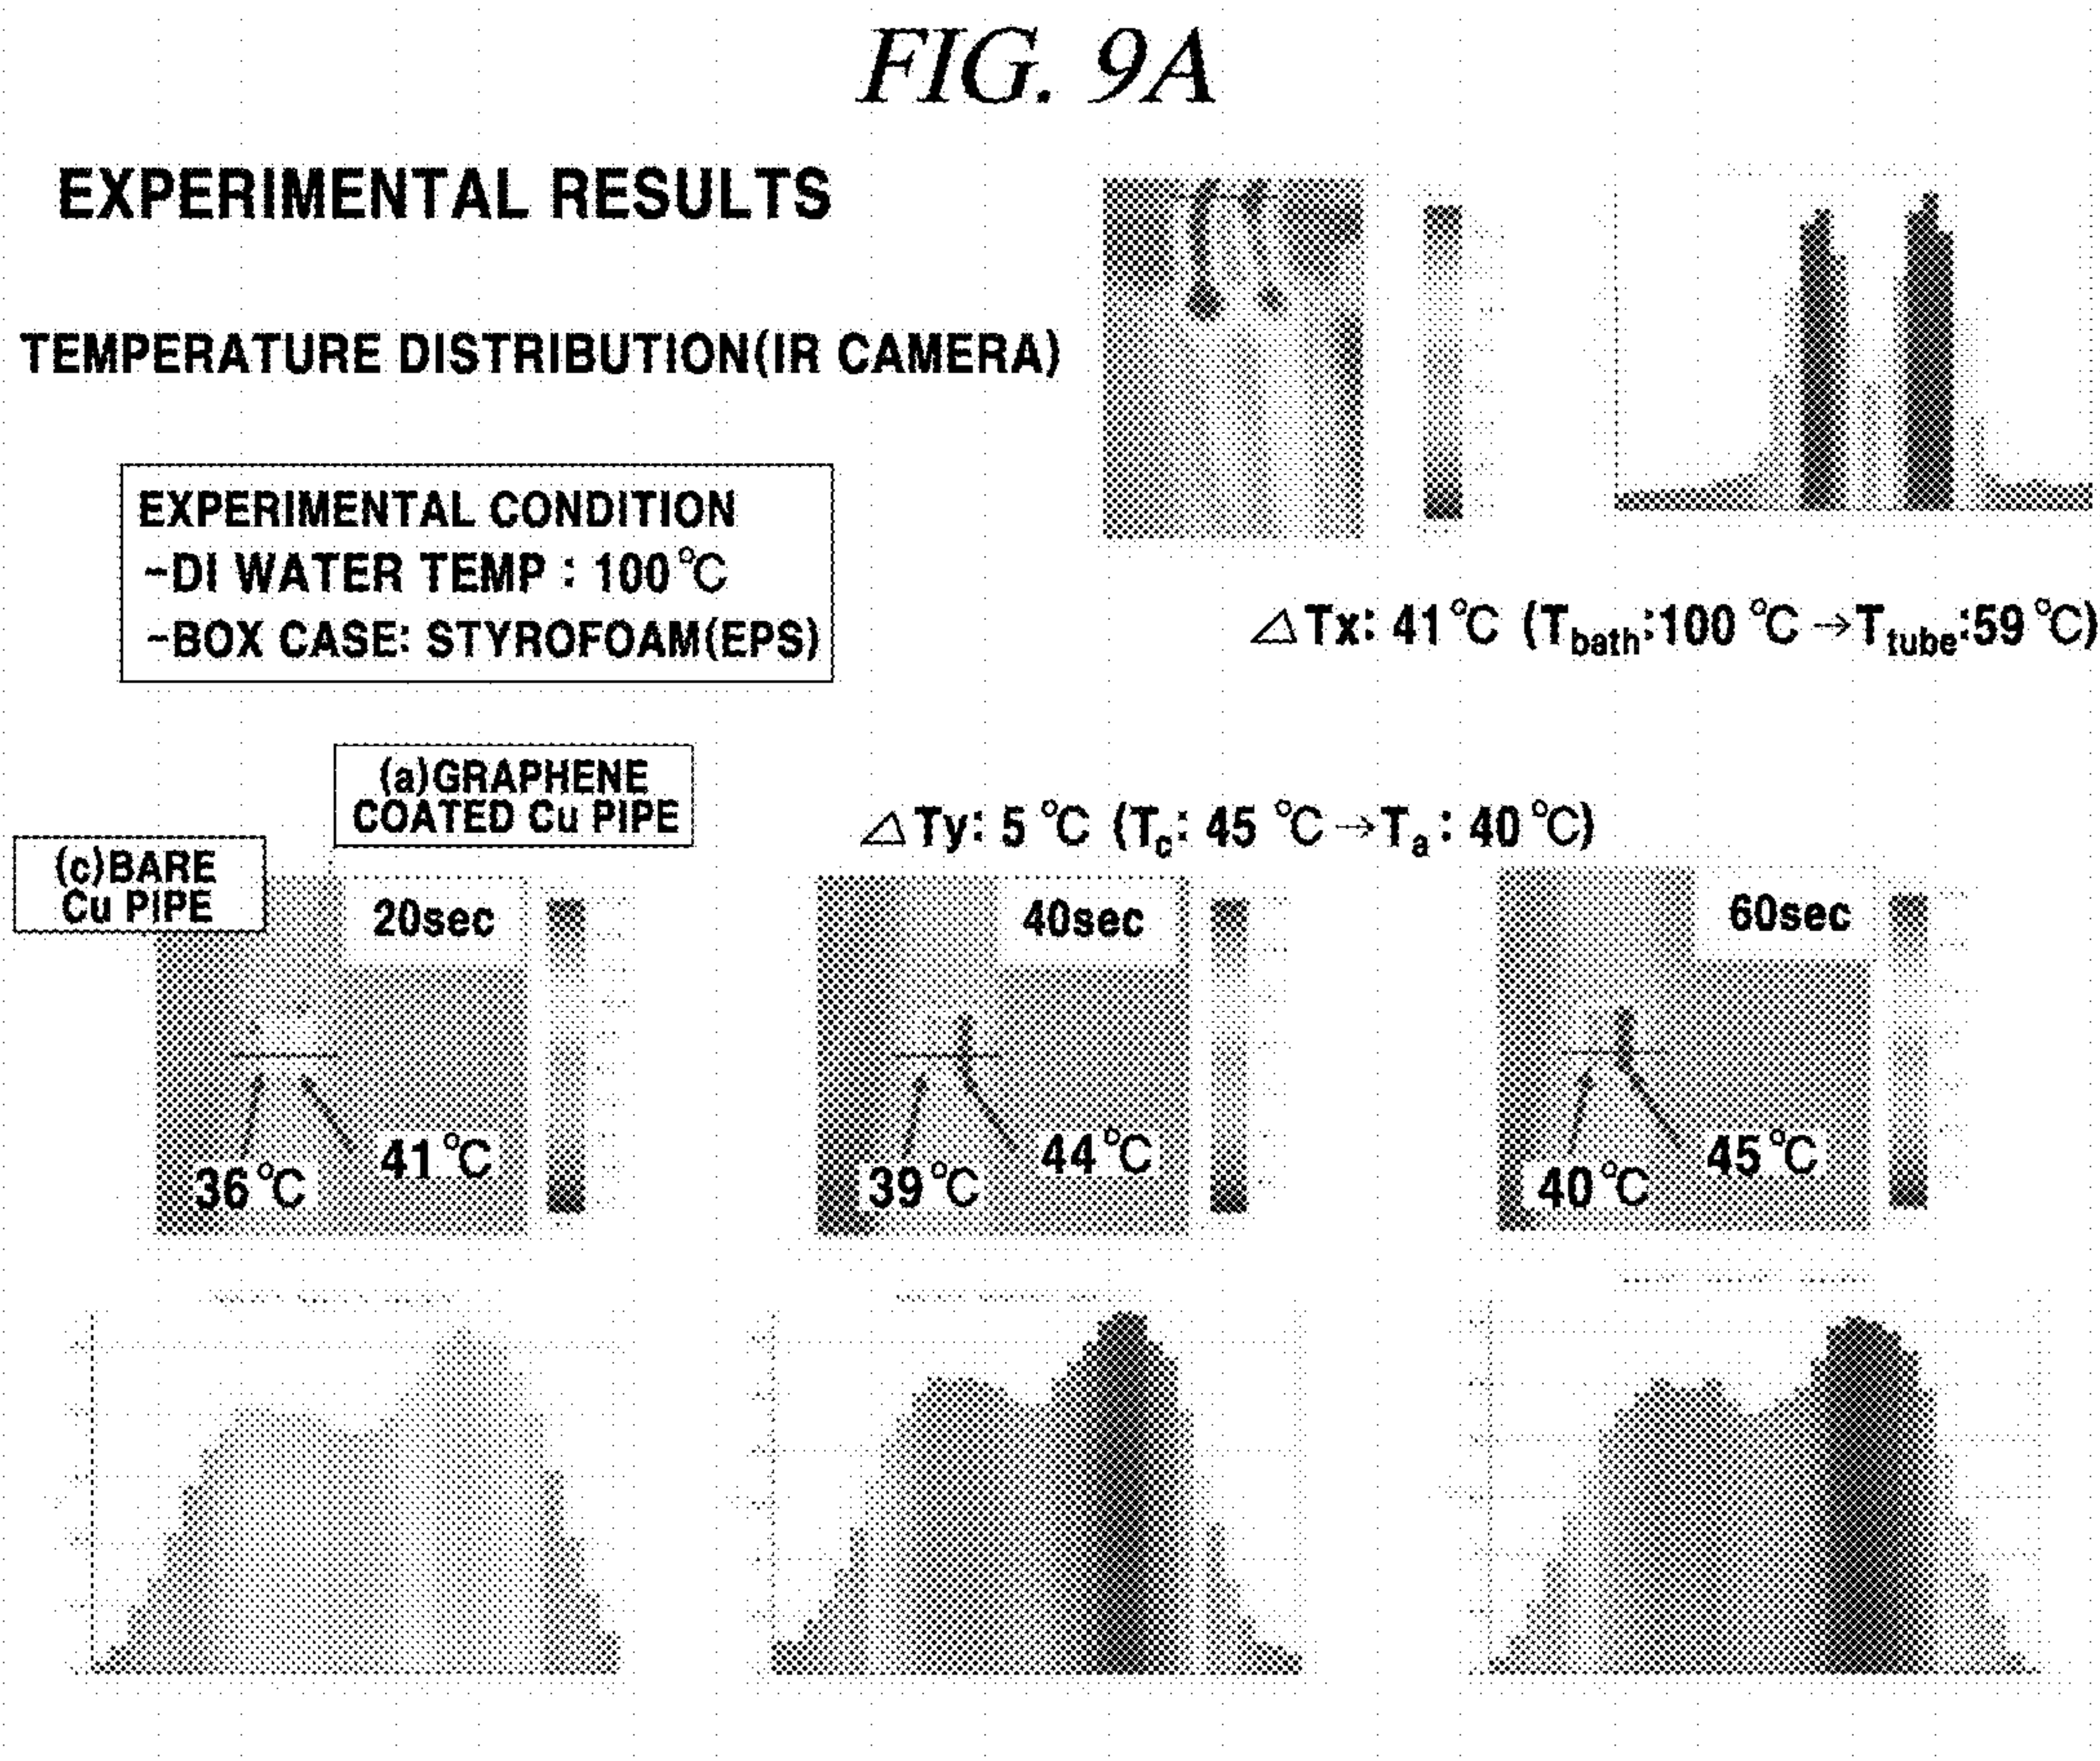 FIG. 9A
EXPERIMENTAL RESULTS
TEMPERATURE DISTRIBUTION(IR CAMERA)
EXPERIMENTAL CONDITION
-DI WATER TEMP : 100°C
-BOX CASE: STYROFOAM(EPS)
△Tx: 41°C (Tbath:100 °C→Ttube:59°C)
(a)GRAPHENE
COATED Cu PIPE
△Ty: 5 °C (Tc: 45 °C→Ta: 40°C)
(c)BARE
Cu PIPE
20sec
40sec
60sec
36°C
41°C
39°C
44°C
40°C
45°C